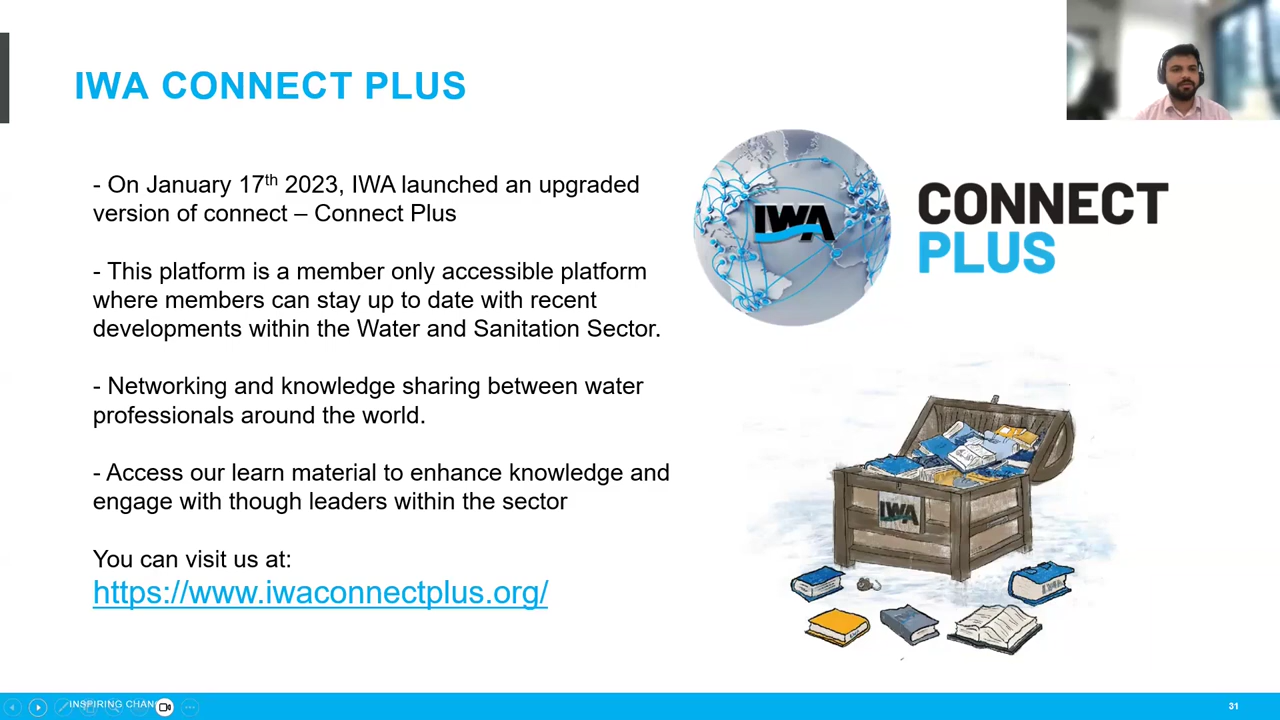 IWA CONNECT PLUS
- On January 17th 2023, IWA launched an upgraded
version of connect – Connect Plus
- This platform is a member only accessible platform
where members can stay up to date with recent
developments within the Water and Sanitation Sector.
- Networking and knowledge sharing between water
professionals around the world.
- Access our learn material to enhance knowledge and
engage with though leaders within the sector
You can visit us at:
https://www.iwaconnectplus.org/
IWA
CONNECT
PLUS
IWA
IWA
INSPIRING CHAN
31